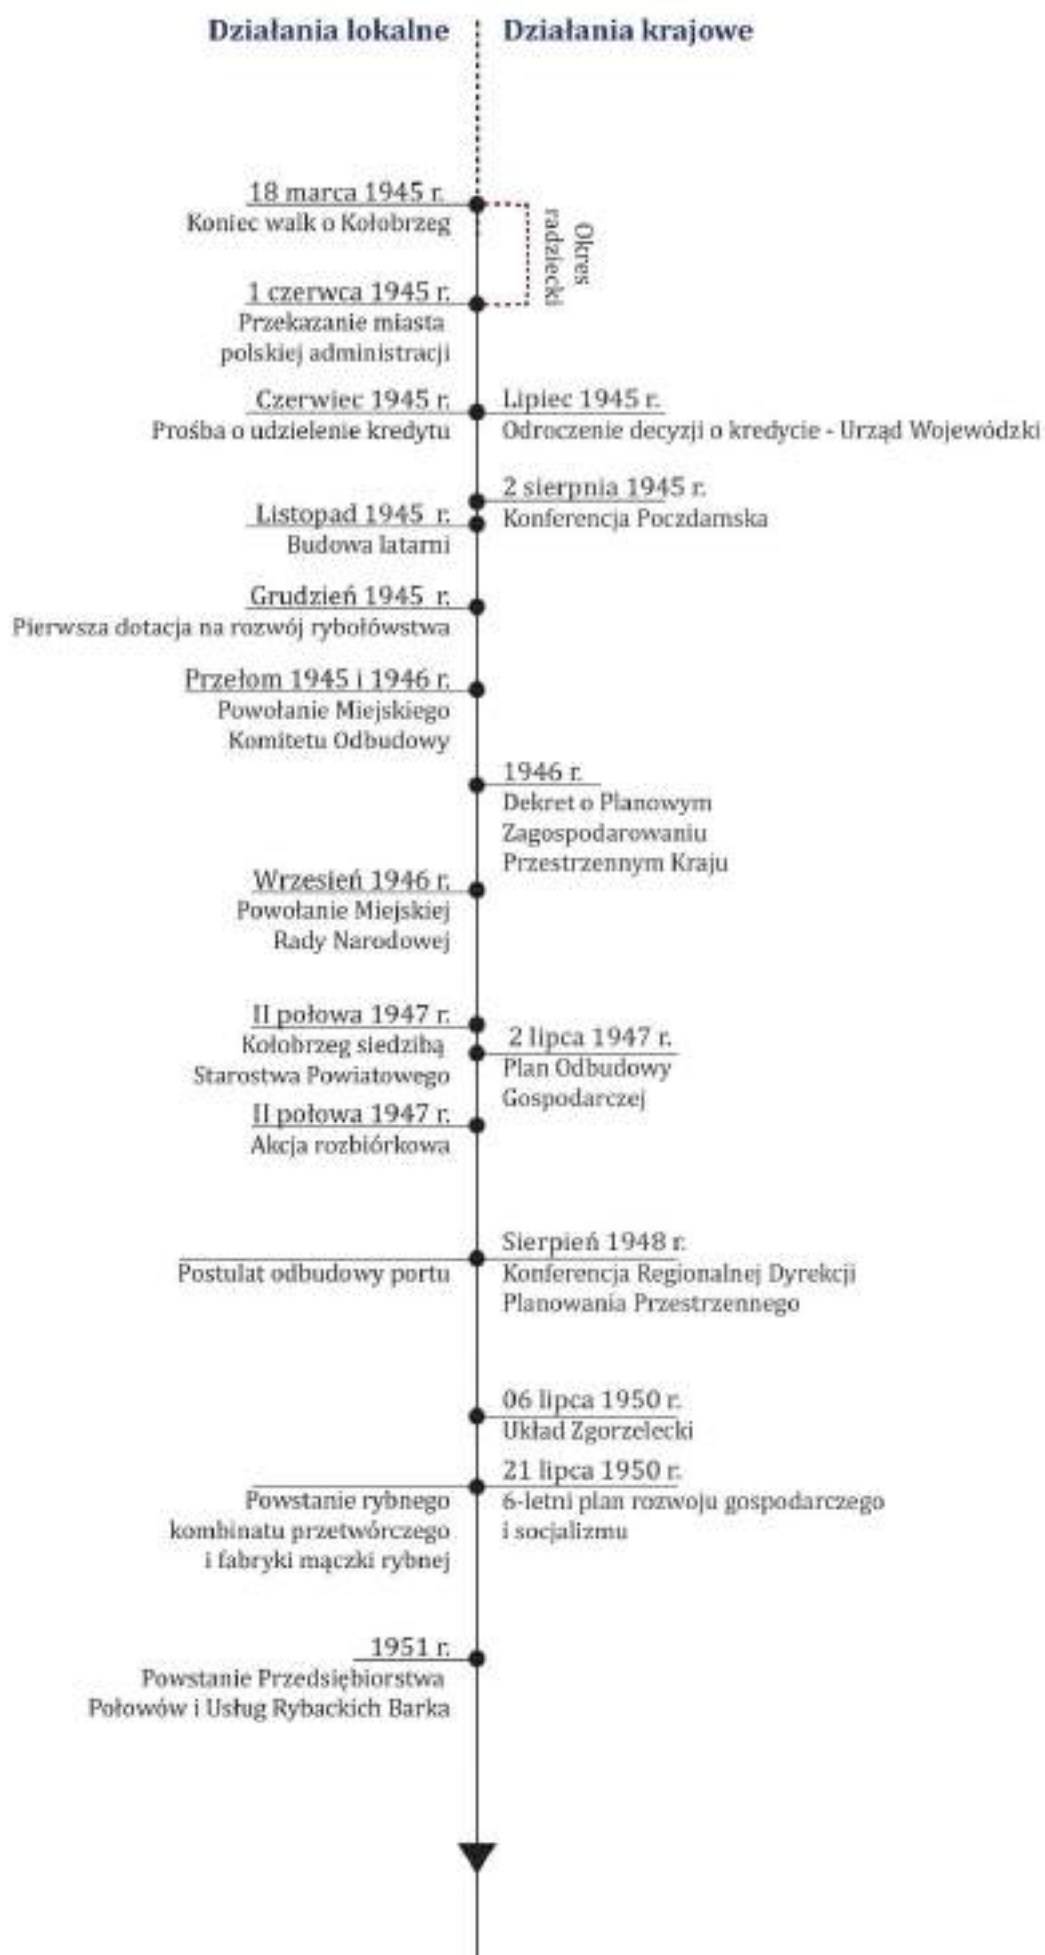 Działania lokalne
Działania krajowe
18 marca 1945 r.
Koniec walk o Kołobrzeg
Okres
radziecki
1 czerwca 1945 r.
Przekazanie miasta
polskiej administracji
Czerwiec 1945 r.
Prośba o udzielenie kredytu
Lipiec 1945 r.
Odroczenie decyzji o kredycie - Urząd Wojewódzki
2 sierpnia 1945 r.
Konferencja Poczdamska
Listopad 1945 r.
Budowa latarni
Grudzień 1945 r.
Pierwsza dotacja na rozwój rybołówstwa
Przełom 1945 i 1946 r.
Powołanie Miejskiego
Komitetu Odbudowy
1946 r.
Dekret o Planowym
Zagospodarowaniu
Przestrzennym Kraju
Wrzesień 1946 r.
Powołanie Miejskiej
Rady Narodowej
II połowa 1947 r.
Kołobrzeg siedzibą
Starostwa Powiatowego
2 lipca 1947 r.
Plan Odbudowy
Gospodarczej
II połowa 1947 r.
Akcja rozbiórkowa
Postulat odbudowy portu
Sierpień 1948 r.
Konferencja Regionalnej Dyrekcji
Planowania Przestrzennego
06 lipca 1950 r.
Układ Zgorzelecki
21 lipca 1950 r.
6-letni plan rozwoju gospodarczego
i socjalizmu
Powstanie rybnego
kombinatu przetwórczego
i fabryki mączki rybnej
1951 r.
Powstanie Przedsiębiorstwa
Połowów i Usług Rybackich Barka